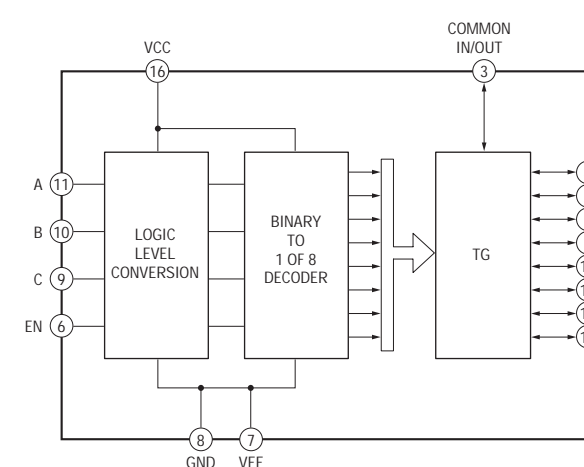 COMMON
IN/OUT
VCC
16
3
A 11
B 10
C 9
EN 6
LOGIC
LEVEL
CONVERSION
BINARY
TO
1 OF 8
DECODER
TG
8
7
GND
VEE